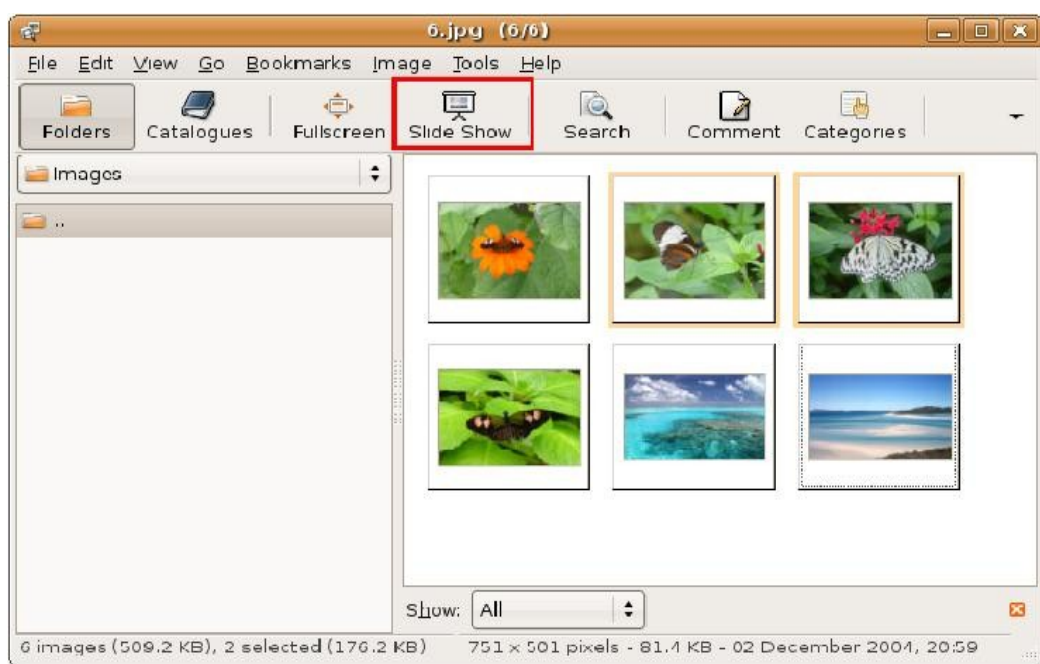 6.jpg (6/6)
File Edit View Go Bookmarks Image Tools Help
Folders Catalogues Fullscreen Slide Show Search Comment Categories
Images
..
Show: All
6 images (509.2 KB), 2 selected (176.2 KB) 751 x 501 pixels - 81.4 KB - 02 December 2004, 20:59